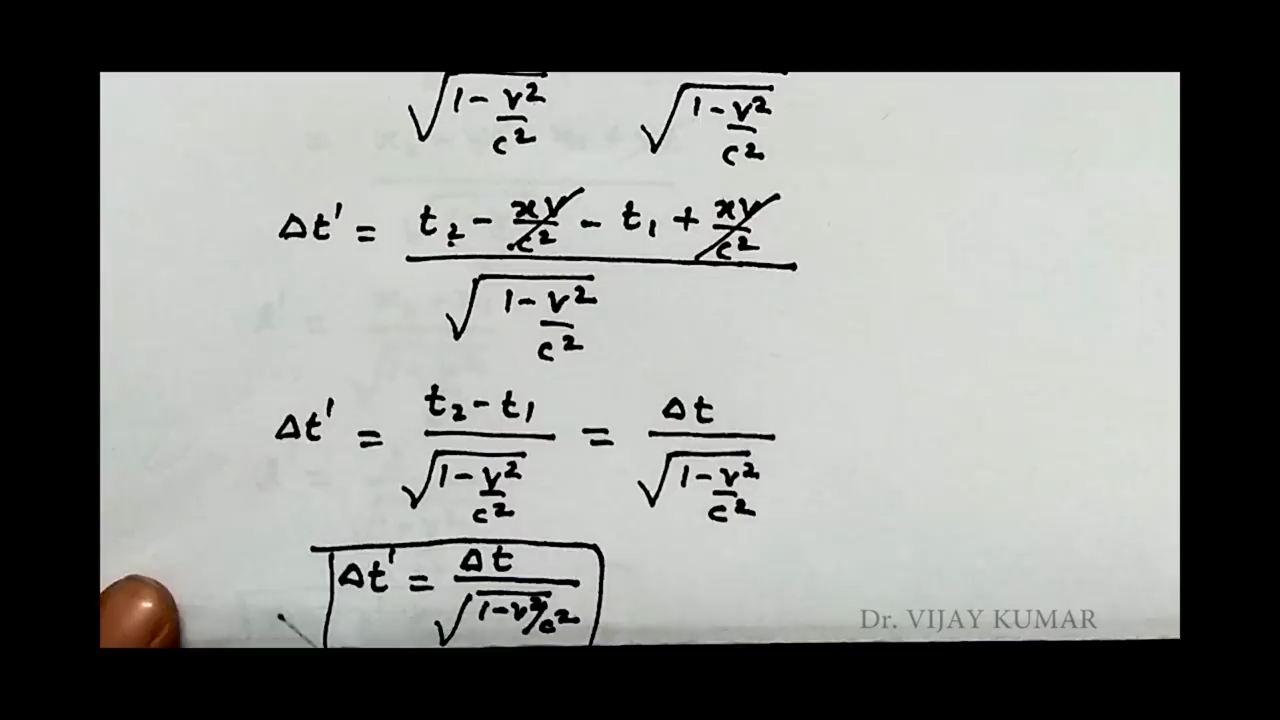 √(1-v²/c²) √(1-v²/c²)
Δt' = (t₂ - xv/c² - t₁ + xv/c²) / √(1-v²/c²)
Δt' = (t₂-t₁) / √(1-v²/c²) = Δt / √(1-v²/c²)
Δt' = Δt / √(1-v²/c²)
Dr. VIJAY KUMAR